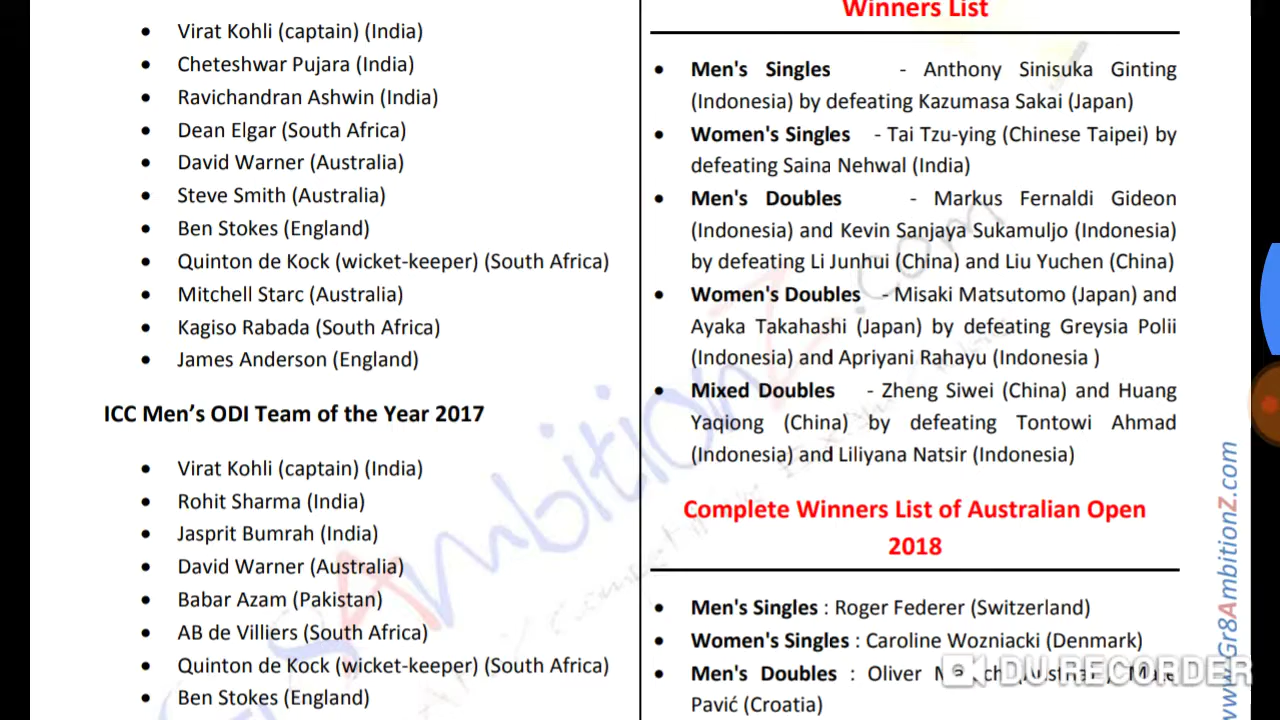 Virat Kohli (captain) (India)
Cheteshwar Pujara (India)
Ravichandran Ashwin (India)
Dean Elgar (South Africa)
David Warner (Australia)
Steve Smith (Australia)
Ben Stokes (England)
Quinton de Kock (wicket-keeper) (South Africa)
Mitchell Starc (Australia)
Kagiso Rabada (South Africa)
James Anderson (England)
ICC Men's ODI Team of the Year 2017
Virat Kohli (captain) (India)
Rohit Sharma (India)
Jasprit Bumrah (India)
David Warner (Australia)
Babar Azam (Pakistan)
AB de Villiers (South Africa)
Quinton de Kock (wicket-keeper) (South Africa)
Ben Stokes (England)
Winners List
Men's Singles - Anthony Sinisuka Ginting
(Indonesia) by defeating Kazumasa Sakai (Japan)
Women's Singles - Tai Tzu-ying (Chinese Taipei) by
defeating Saina Nehwal (India)
Men's Doubles - Markus Fernaldi Gideon
(Indonesia) and Kevin Sanjaya Sukamuljo (Indonesia)
by defeating Li Junhui (China) and Liu Yuchen (China)
Women's Doubles - Misaki Matsutomo (Japan) and
Ayaka Takahashi (Japan) by defeating Greysia Polii
(Indonesia) and Apriyani Rahayu (Indonesia )
Mixed Doubles - Zheng Siwei (China) and Huang
Yaqiong (China) by defeating Tontowi Ahmad
(Indonesia) and Liliyana Natsir (Indonesia)
Complete Winners List of Australian Open
2018
Men's Singles : Roger Federer (Switzerland)
Women's Singles : Caroline Wozniacki (Denmark)
Men's Doubles : Oliver
Pavić (Croatia)
DU RECORDER
www.Gr8AmbitionZ.com
AmbitionZ.com